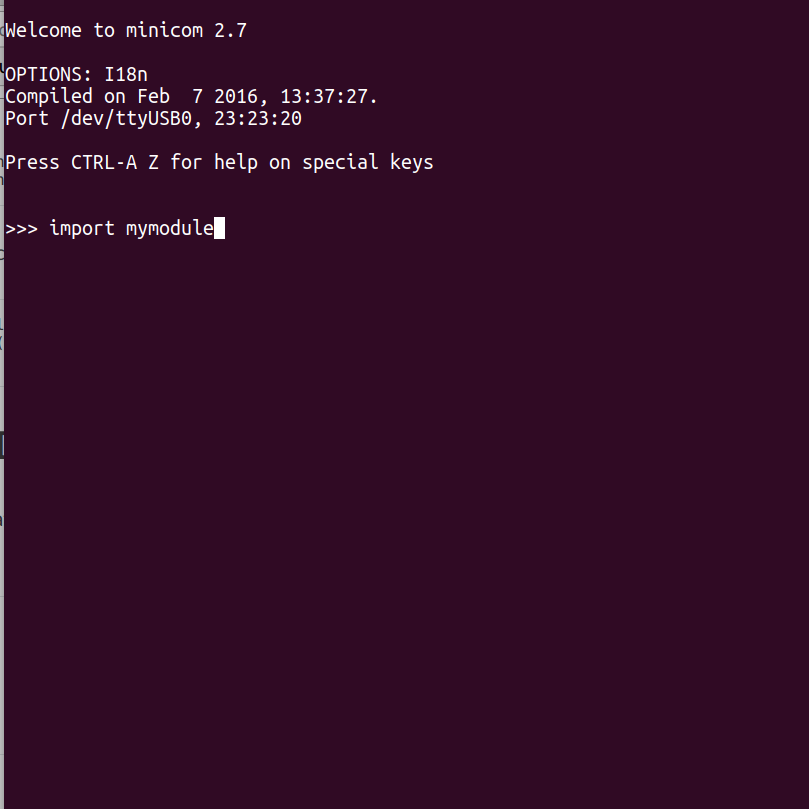 Welcome to minicom 2.7
OPTIONS: I18n
Compiled on Feb  7 2016, 13:37:27.
Port /dev/ttyUSB0, 23:23:20
Press CTRL-A Z for help on special keys
>>> import mymodule